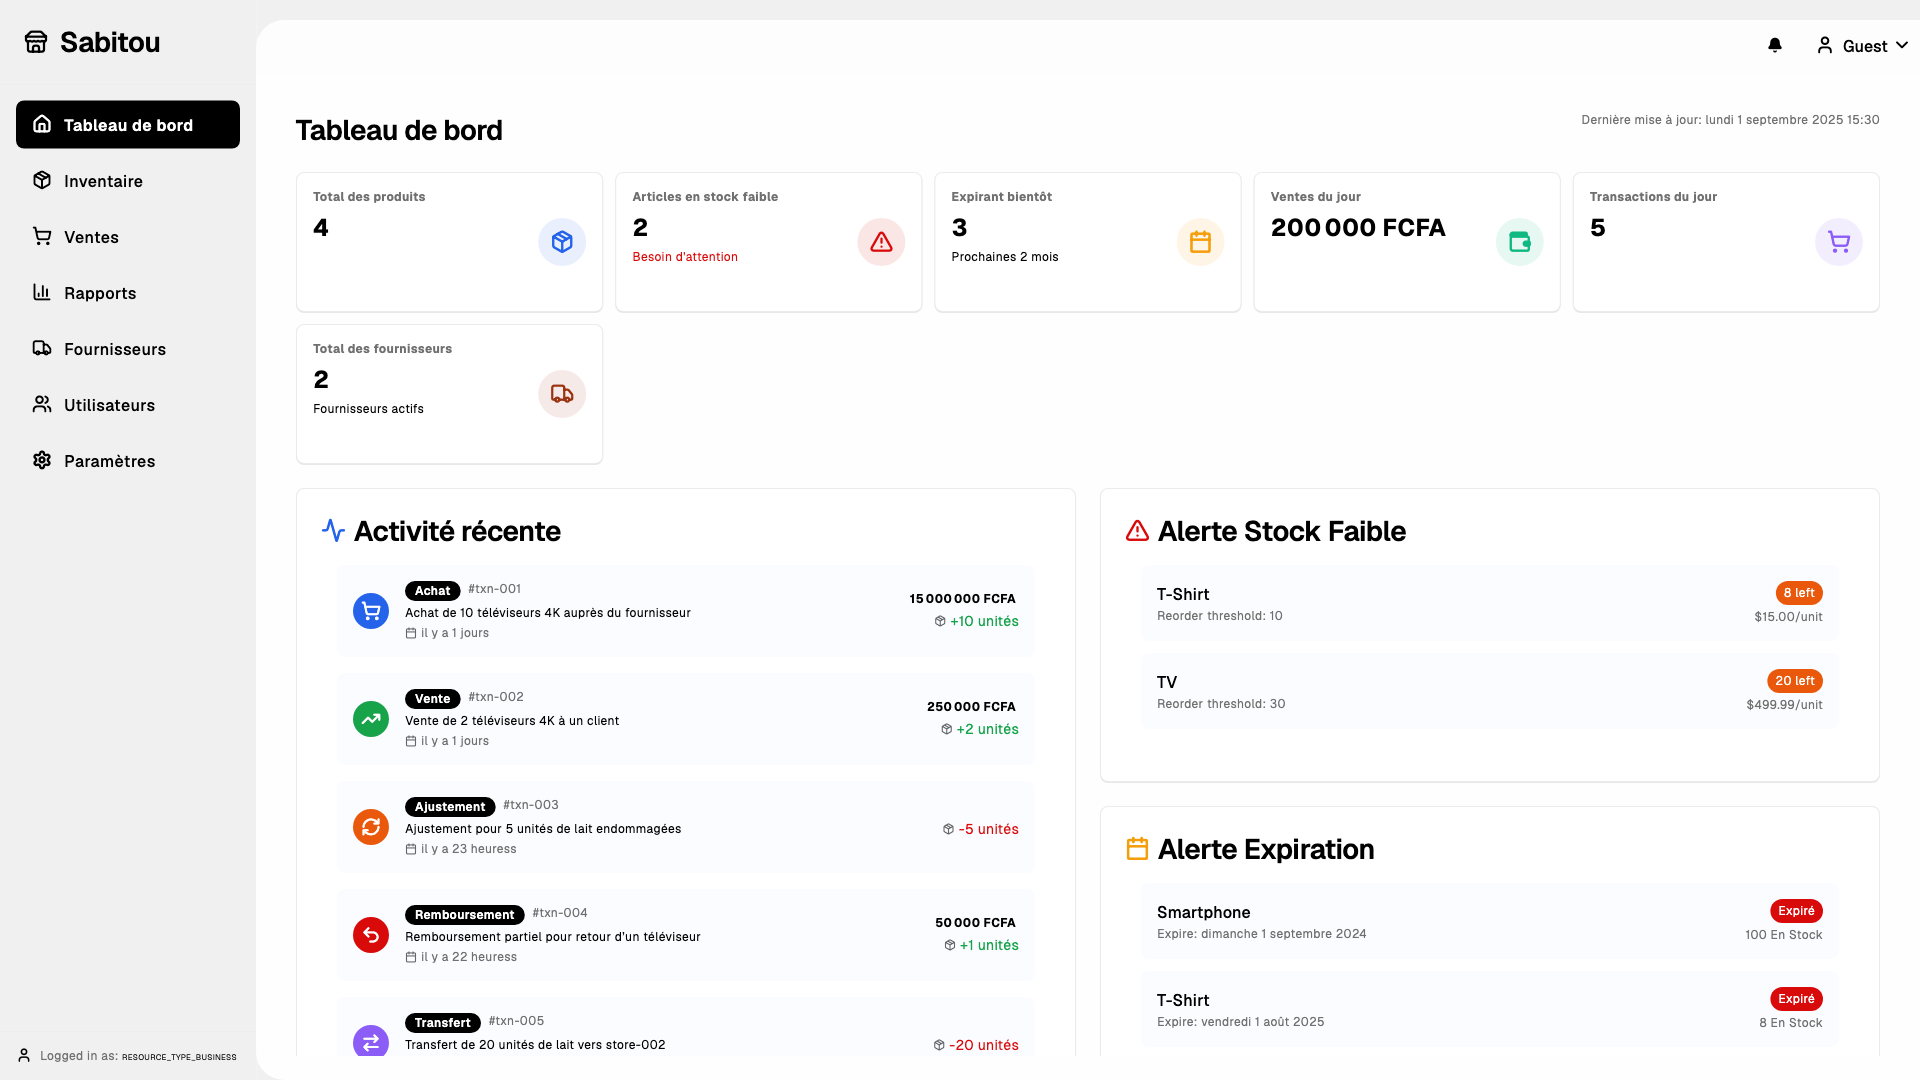 Sabitou
Guest
Tableau de bord
Inventaire
Ventes
Rapports
Fournisseurs
Utilisateurs
Paramètres
Logged in as: RESOURCE_TYPE_BUSINESS
Tableau de bord
Dernière mise à jour: lundi 1 septembre 2025 15:30
Total des produits
4
Articles en stock faible
2
Besoin d'attention
Expirant bientôt
3
Prochaines 2 mois
Ventes du jour
200 000 FCFA
Transactions du jour
5
Total des fournisseurs
2
Fournisseurs actifs
Activité récente
Achat #txn-001
Achat de 10 téléviseurs 4K auprès du fournisseur
il y a 1 jours
15 000 000 FCFA
+10 unités
Vente #txn-002
Vente de 2 téléviseurs 4K à un client
il y a 1 jours
250 000 FCFA
+2 unités
Ajustement #txn-003
Ajustement pour 5 unités de lait endommagées
il y a 23 heuress
-5 unités
Remboursement #txn-004
Remboursement partiel pour retour d'un téléviseur
il y a 22 heuress
50 000 FCFA
+1 unités
Transfert #txn-005
Transfert de 20 unités de lait vers store-002
-20 unités
Alerte Stock Faible
T-Shirt
8 left
Reorder threshold: 10
$15.00/unit
TV
20 left
Reorder threshold: 30
$499.99/unit
Alerte Expiration
Smartphone
Expiré
Expire: dimanche 1 septembre 2024
100 En Stock
T-Shirt
Expiré
Expire: vendredi 1 août 2025
8 En Stock